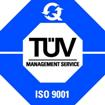 TÜV
MANAGEMENT SERVICE
ISO 9001